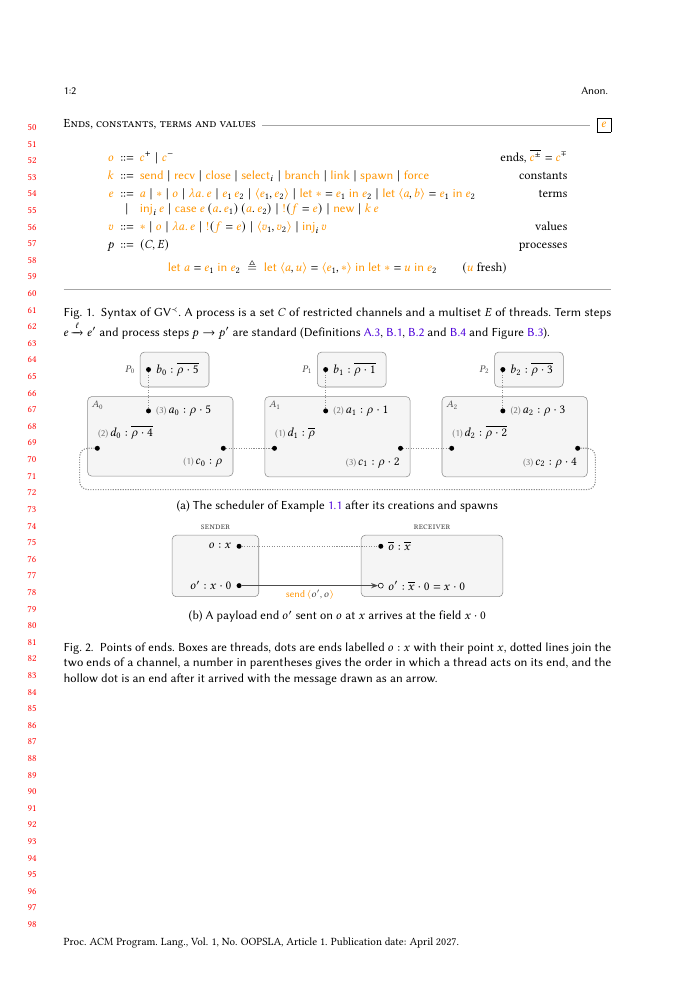 1:2
Anon.
50
51
52
53
54
55
56
57
58
59
60
61
62
63
64
65
66
67
68
69
70
71
72
73
74
75
76
77
78
79
80
81
82
83
84
85
86
87
88
89
90
91
92
93
94
95
96
97
98
Ends, constants, terms and values
e
o ::= c⁺ | c⁻ ends, c̅^± = c^∓
k ::= send | recv | close | selectᵢ | branch | link | spawn | force constants
e ::= a | * | o | λa. e | e₁ e₂ | ⟨e₁, e₂⟩ | let * = e₁ in e₂ | let ⟨a, b⟩ = e₁ in e₂ terms
| injᵢ e | case e (a. e₁) (a. e₂) | !(f = e) | new | k e
v ::= * | o | λa. e | !(f = e) | ⟨v₁, v₂⟩ | injᵢ v values
p ::= (C, E) processes
let a = e₁ in e₂ ≜ let ⟨a, u⟩ = ⟨e₁, *⟩ in let * = u in e₂ (u fresh)
Fig. 1. Syntax of GV≺. A process is a set C of restricted channels and a multiset E of threads. Term steps
e →ℓ e′ and process steps p → p′ are standard (Definitions A.3, B.1, B.2 and B.4 and Figure B.3).
P₀ b₀ : ρ̅ ̅·̅ ̅5̅
P₁ b₁ : ρ̅ ̅·̅ ̅1̅
P₂ b₂ : ρ̅ ̅·̅ ̅3̅
A₀ (3) a₀ : ρ · 5
(2) d₀ : ρ̅ ̅·̅ ̅4̅
(1) c₀ : ρ
A₁ (2) a₁ : ρ · 1
(1) d₁ : ρ̅
(3) c₁ : ρ · 2
A₂ (2) a₂ : ρ · 3
(1) d₂ : ρ̅ ̅·̅ ̅2̅
(3) c₂ : ρ · 4
(a) The scheduler of Example 1.1 after its creations and spawns
SENDER
RECEIVER
o : x
o̅ : x̅
o′ : x · 0
send ⟨o′, o⟩
o′ : x̅ · 0 = x · 0
(b) A payload end o′ sent on o at x arrives at the field x · 0
Fig. 2. Points of ends. Boxes are threads, dots are ends labelled o : x with their point x, dotted lines join the
two ends of a channel, a number in parentheses gives the order in which a thread acts on its end, and the
hollow dot is an end after it arrived with the message drawn as an arrow.
Proc. ACM Program. Lang., Vol. 1, No. OOPSLA, Article 1. Publication date: April 2027.